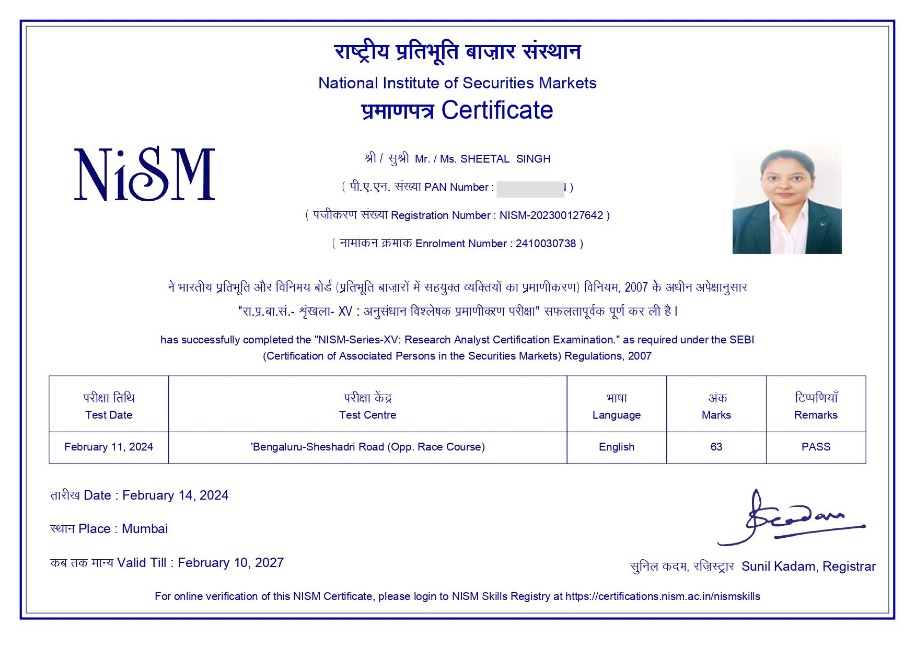 राष्ट्रीय प्रतिभूति बाज़ार संस्थान
National Institute of Securities Markets
प्रमाणपत्र Certificate
NiSM
श्री / सुश्री Mr. / Ms. SHEETAL SINGH
( पी.ए.एन. संख्या PAN Number : )
( पंजीकरण संख्या Registration Number : NISM-202300127642 )
( नामांकन क्रमांक Enrolment Number : 2410030738 )
ने भारतीय प्रतिभूति और विनिमय बोर्ड (प्रतिभूति बाजारों में सहयुक्त व्यक्तियों का प्रमाणीकरण) विनियम, 2007 के अधीन अपेक्षानुसार
"रा.प्र.बा.सं.- शृंखला- XV : अनुसंधान विश्लेषक प्रमाणीकरण परीक्षा" सफलतापूर्वक पूर्ण कर ली है।
has successfully completed the "NISM-Series-XV: Research Analyst Certification Examination." as required under the SEBI
(Certification of Associated Persons in the Securities Markets) Regulations, 2007
परीक्षा तिथि परीक्षा केंद्र भाषा अंक टिप्पणियाँ
Test Date Test Centre Language Marks Remarks
February 11, 2024 'Bengaluru-Sheshadri Road (Opp. Race Course) English 63 PASS
तारीख Date : February 14, 2024
स्थान Place : Mumbai
कब तक मान्य Valid Till : February 10, 2027
सुनिल कदम, रजिस्ट्रार Sunil Kadam, Registrar
For online verification of this NISM Certificate, please login to NISM Skills Registry at https://certifications.nism.ac.in/nismskills